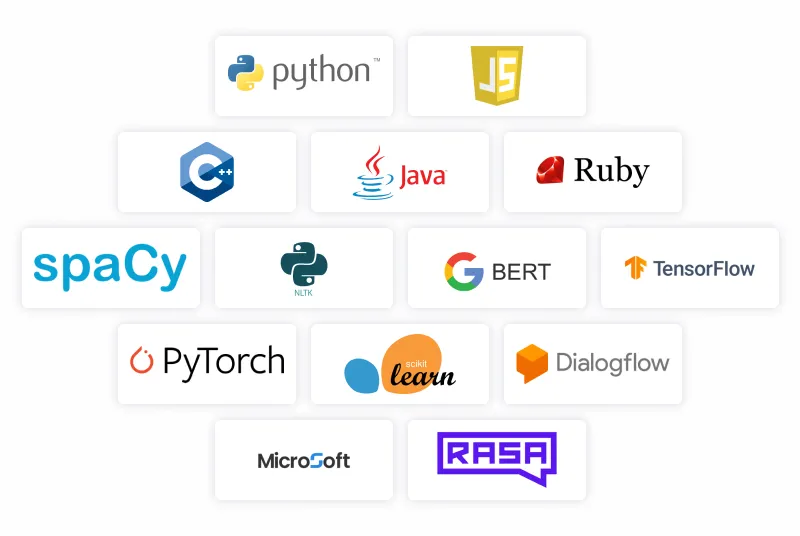 python™
JS
C++
Java
Ruby
spaCy
NLTK
G BERT
TensorFlow
PyTorch
scikit
learn
Dialogflow
MicroSoft
RASA